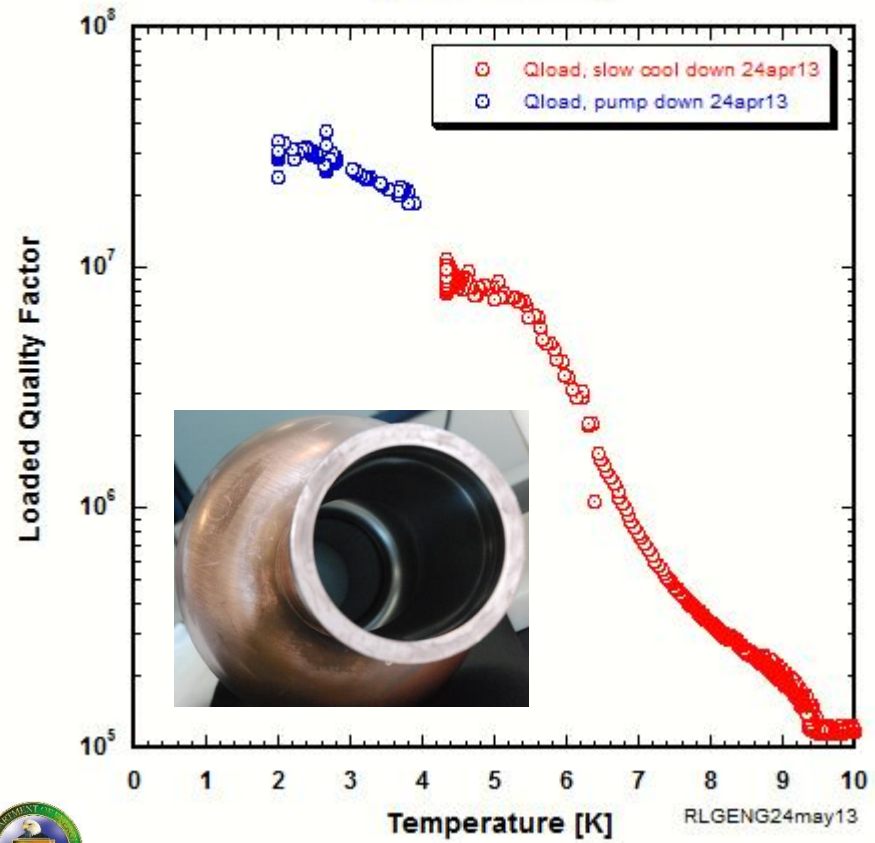 10⁸
Qload, slow cool down 24apr13
Qload, pump down 24apr13
10⁷
Loaded Quality Factor
10⁶
10⁵
0 1 2 3 4 5 6 7 8 9 10
Temperature [K]
RLGENG24may13